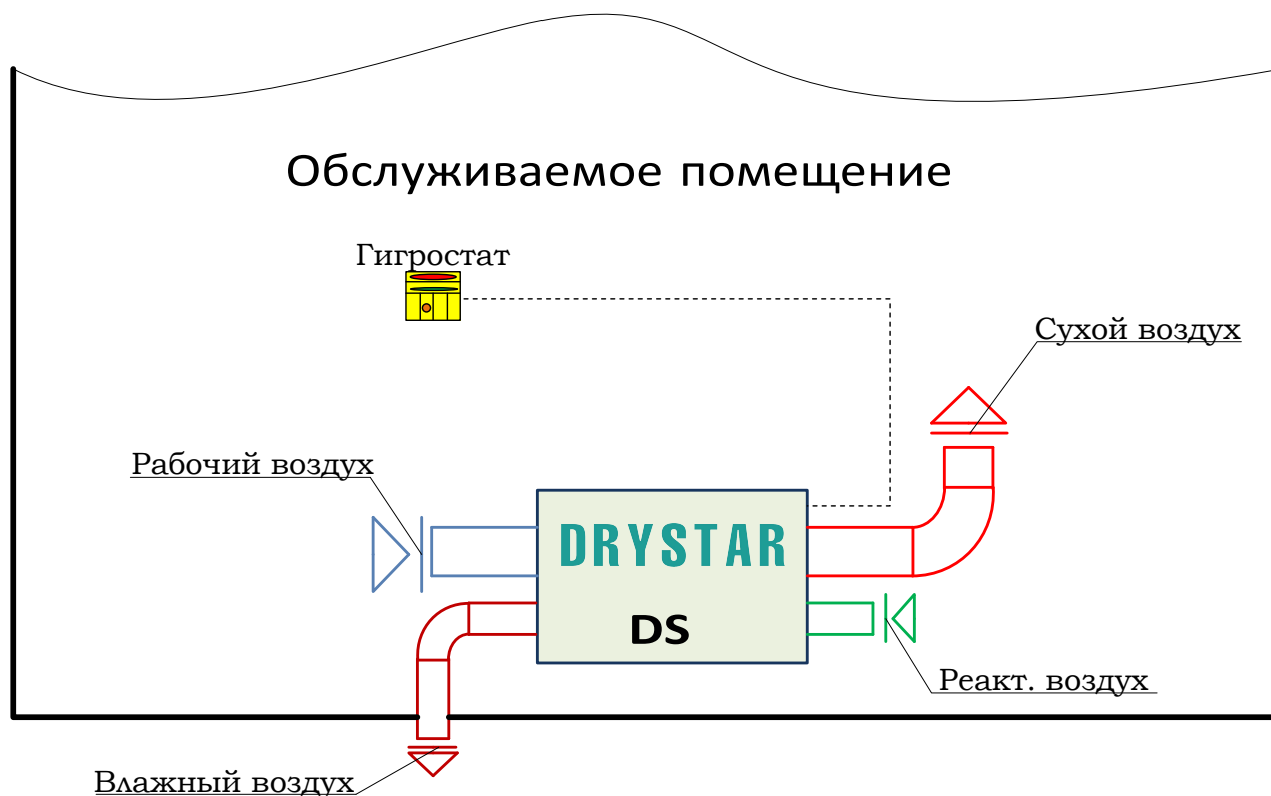 Обслуживаемое помещение
Гигростат
Сухой воздух
Рабочий воздух
DRYSTAR
DS
Реакт. воздух
Влажный воздух